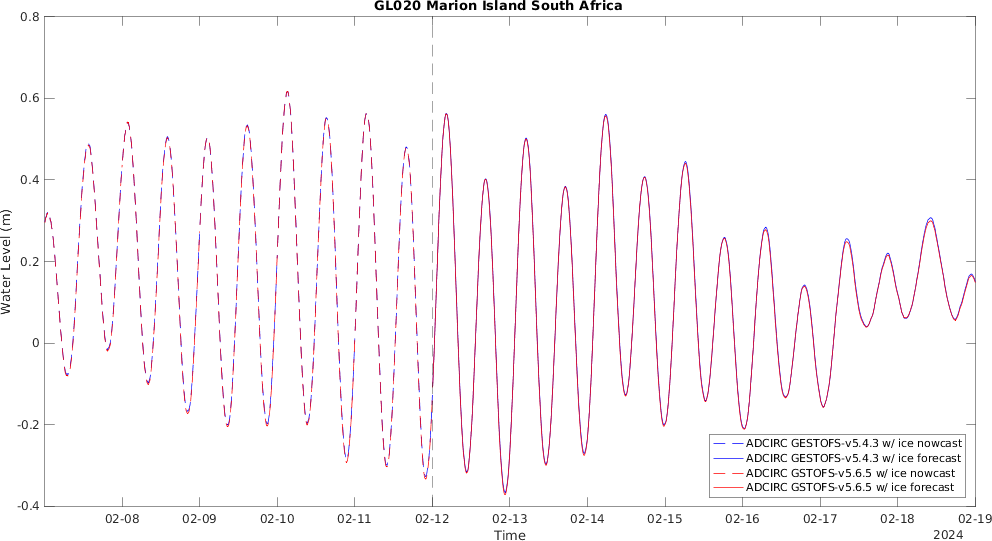 GL020 Marion Island South Africa
0.8
0.6
0.4
0.2
0
-0.2
-0.4
Water Level (m)
ADCIRC GESTOFS-v5.4.3 w/ ice nowcast
ADCIRC GESTOFS-v5.4.3 w/ ice forecast
ADCIRC GSTOFS-v5.6.5 w/ ice nowcast
ADCIRC GSTOFS-v5.6.5 w/ ice forecast
02-08 02-09 02-10 02-11 02-12 02-13 02-14 02-15 02-16 02-17 02-18 02-19
Time
2024